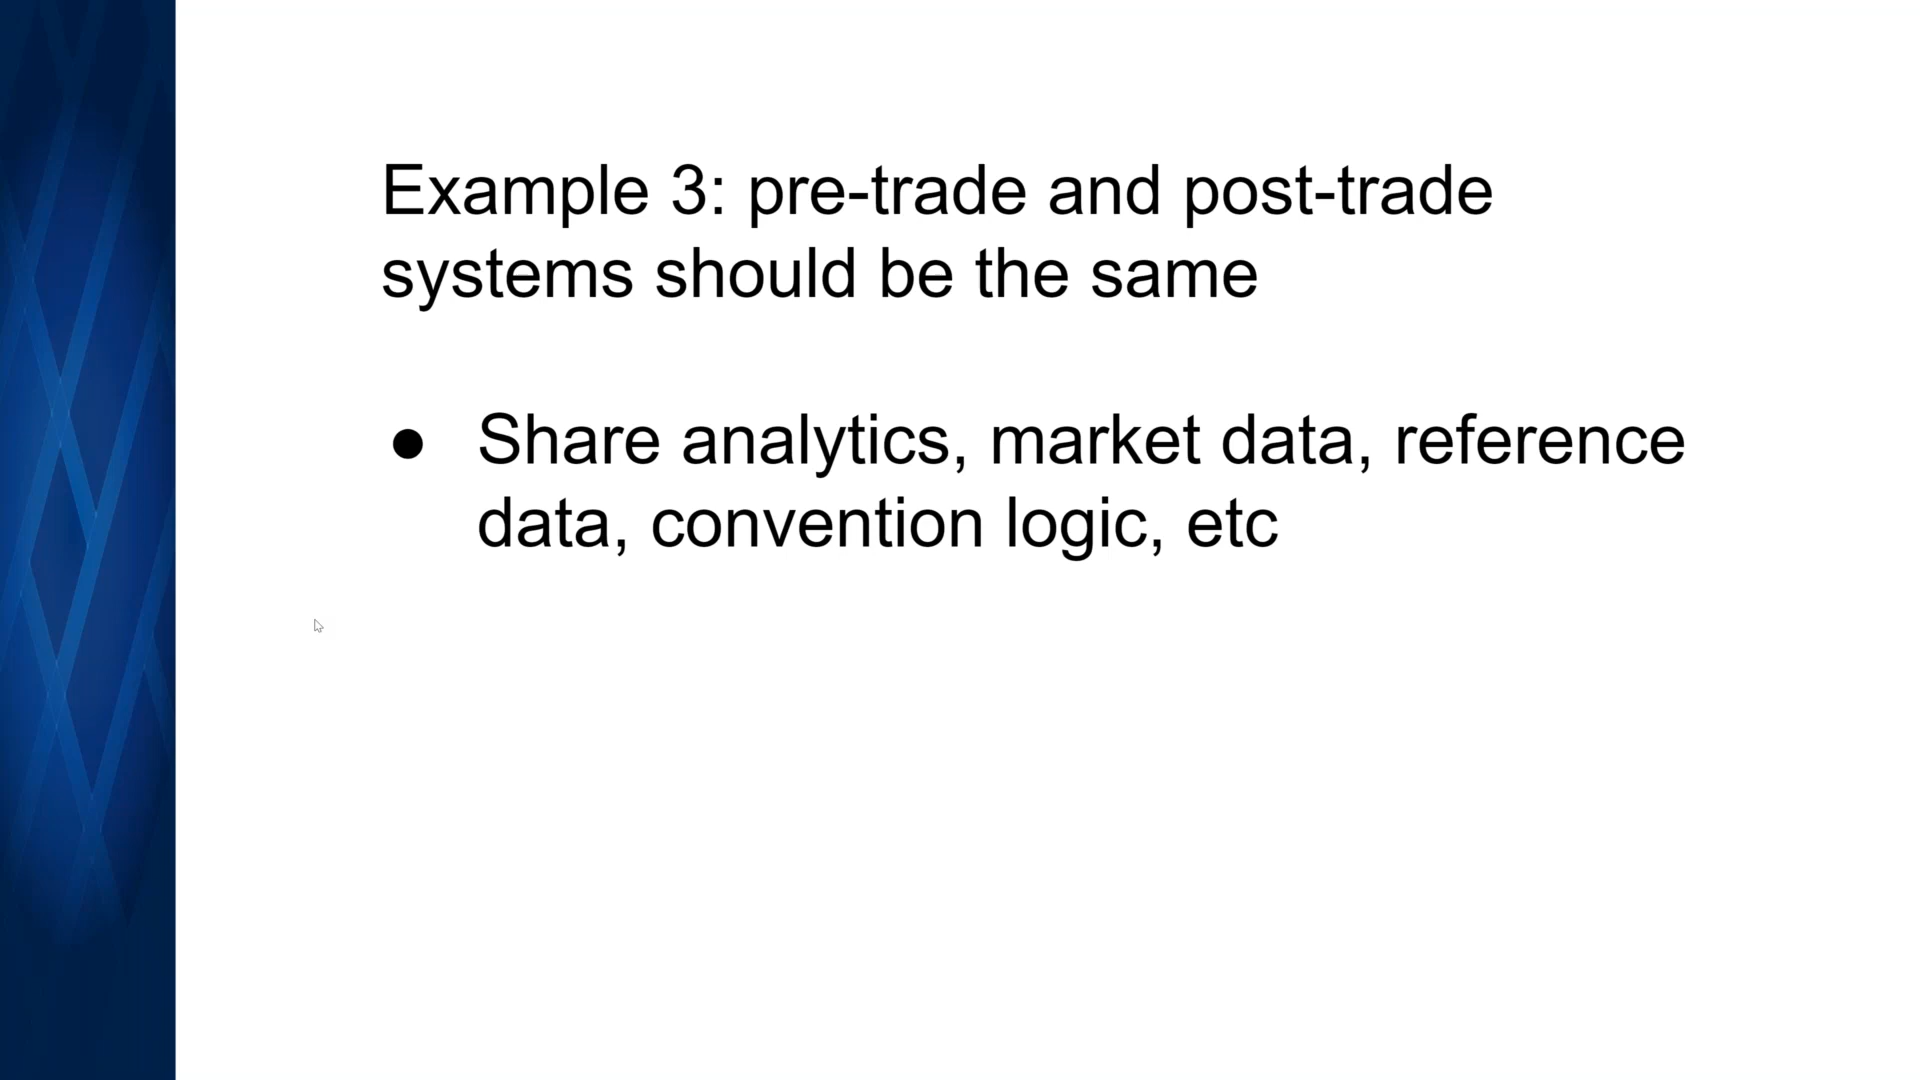 Example 3: pre-trade and post-trade
systems should be the same
● Share analytics, market data, reference
data, convention logic, etc